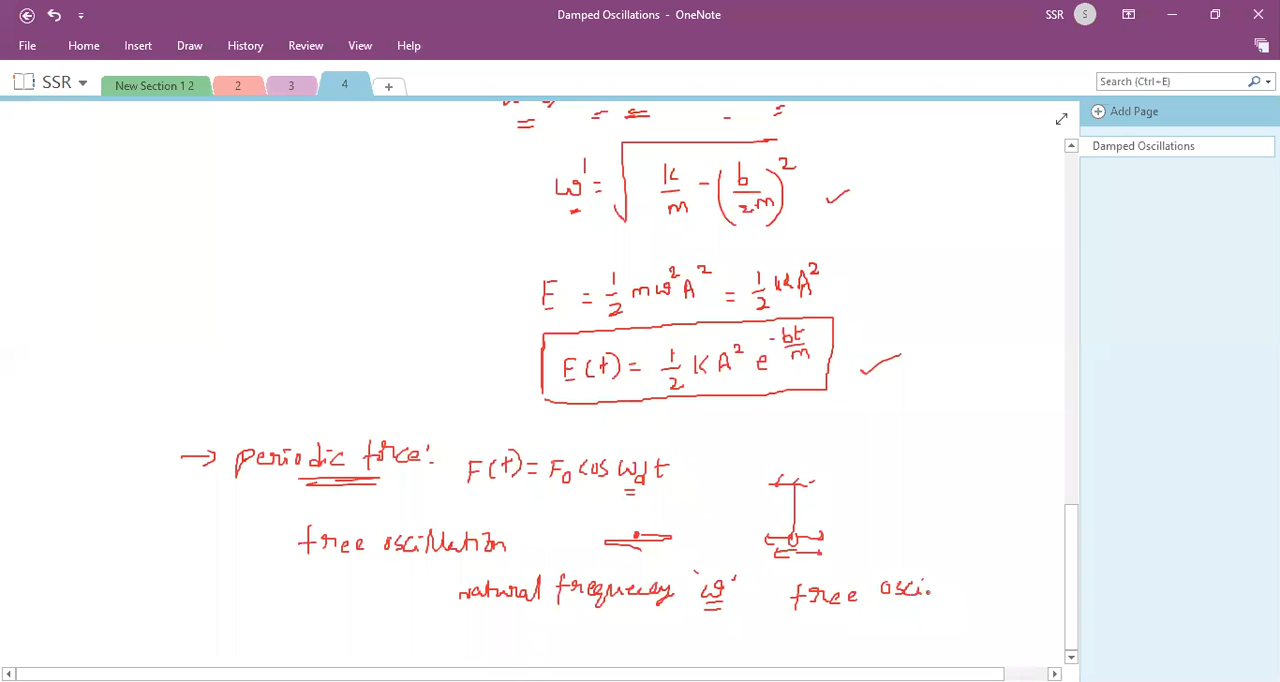 Damped Oscillations - OneNote
SSR S
File Home Insert Draw History Review View Help
SSR New Section 1 2 2 3 4 +
Search (Ctrl+E)
Add Page
Damped Oscillations
ω' = √(k/m - (b/2m)²) ✓
E = 1/2 mω²A² = 1/2 kA²
E(t) = 1/2 KA² e^(-bt/m) ✓
→ periodic force: F(t) = F₀ cos ω_d t
free oscillation
natural frequency 'ω' free osci